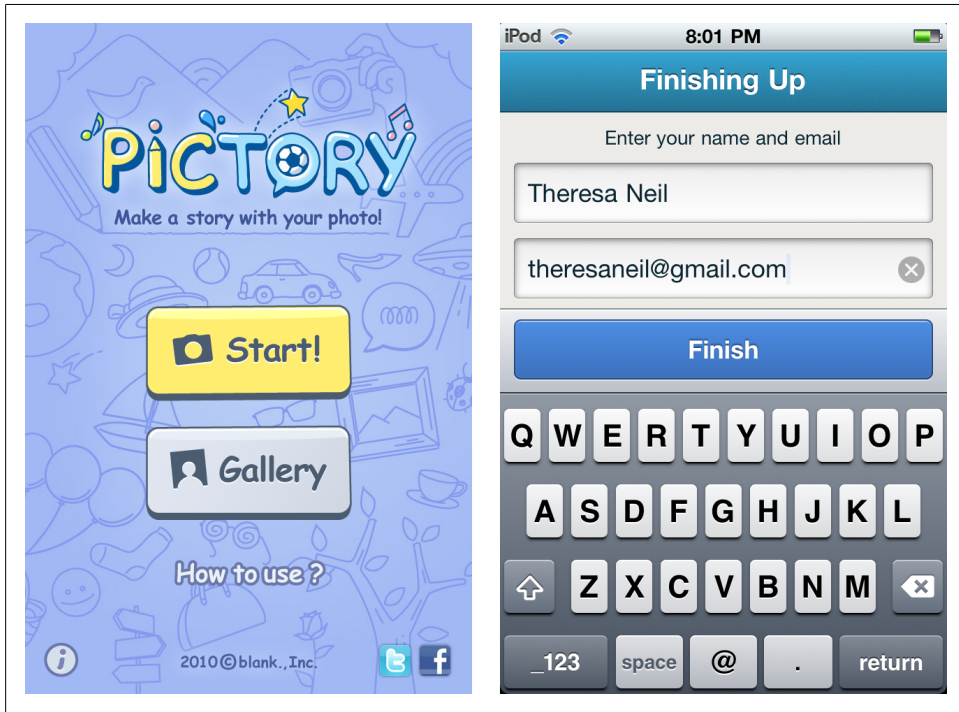 PiCTORY
Make a story with your photo!
Start!
Gallery
How to use ?
2010©blank.,Inc.
iPod 8:01 PM
Finishing Up
Enter your name and email
Theresa Neil
theresaneil@gmail.com
Finish
Q W E R T Y U I O P
A S D F G H J K L
Z X C V B N M
_123 space @ . return